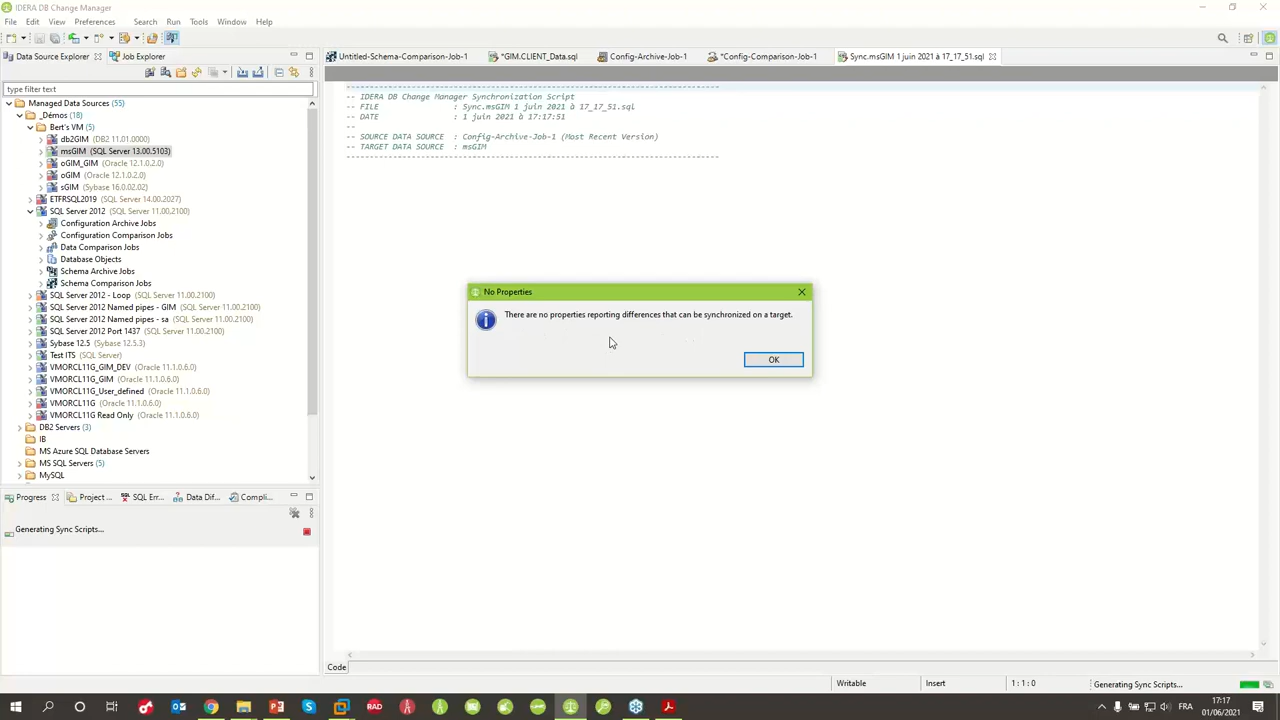 IDERA DB Change Manager
File Edit View Preferences Search Run Tools Window Help
Data Source Explorer Job Explorer
Untitled-Schema-Comparison-Job-1 *GIM.CLIENT_Data.sql Config-Archive-Job-1 *Config-Comparison-Job-1 Sync.msGIM 1 juin 2021 à 17_17_51.sql
type filter text
Managed Data Sources (55)
_Démos (18)
Bert's VM (5)
db2GIM (DB2 11.01.0000)
msGIM (SQL Server 13.00.5103)
oGIM_GIM (Oracle 12.1.0.2.0)
oGIM (Oracle 12.1.0.2.0)
sGIM (Sybase 16.0.02.02)
ETFRSQL2019 (SQL Server 14.00.2027)
SQL Server 2012 (SQL Server 11.00.2100)
Configuration Archive Jobs
Configuration Comparison Jobs
Data Comparison Jobs
Database Objects
Schema Archive Jobs
Schema Comparison Jobs
SQL Server 2012 - Loop (SQL Server 11.00.2100)
SQL Server 2012 Named pipes - GIM (SQL Server 11.00.2100)
SQL Server 2012 Named pipes - sa (SQL Server 11.00.2100)
SQL Server 2012 Port 1437 (SQL Server 11.00.2100)
Sybase 12.5 (Sybase 12.5.3)
Test ITS (SQL Server)
VMORCL11G_GIM_DEV (Oracle 11.1.0.6.0)
VMORCL11G_GIM (Oracle 11.1.0.6.0)
VMORCL11G_User_defined (Oracle 11.1.0.6.0)
VMORCL11G (Oracle 11.1.0.6.0)
VMORCL11G Read Only (Oracle 11.1.0.6.0)
DB2 Servers (3)
IB
MS Azure SQL Database Servers
MS SQL Servers (5)
MySQL
--------------------------------------------------------------------------
-- IDERA DB Change Manager Synchronization Script
-- FILE : Sync.msGIM 1 juin 2021 à 17_17_51.sql
-- DATE : 1 juin 2021 à 17:17:51
--
-- SOURCE DATA SOURCE : Config-Archive-Job-1 (Most Recent Version)
-- TARGET DATA SOURCE : msGIM
--------------------------------------------------------------------------
No Properties
There are no properties reporting differences that can be synchronized on a target.
OK
Progress Project ... SQL Err... Data Dif... Compli...
Generating Sync Scripts...
Code
Writable Insert 1 : 1 : 0 Generating Sync Scripts...
RAD
FRA
17:17
01/06/2021